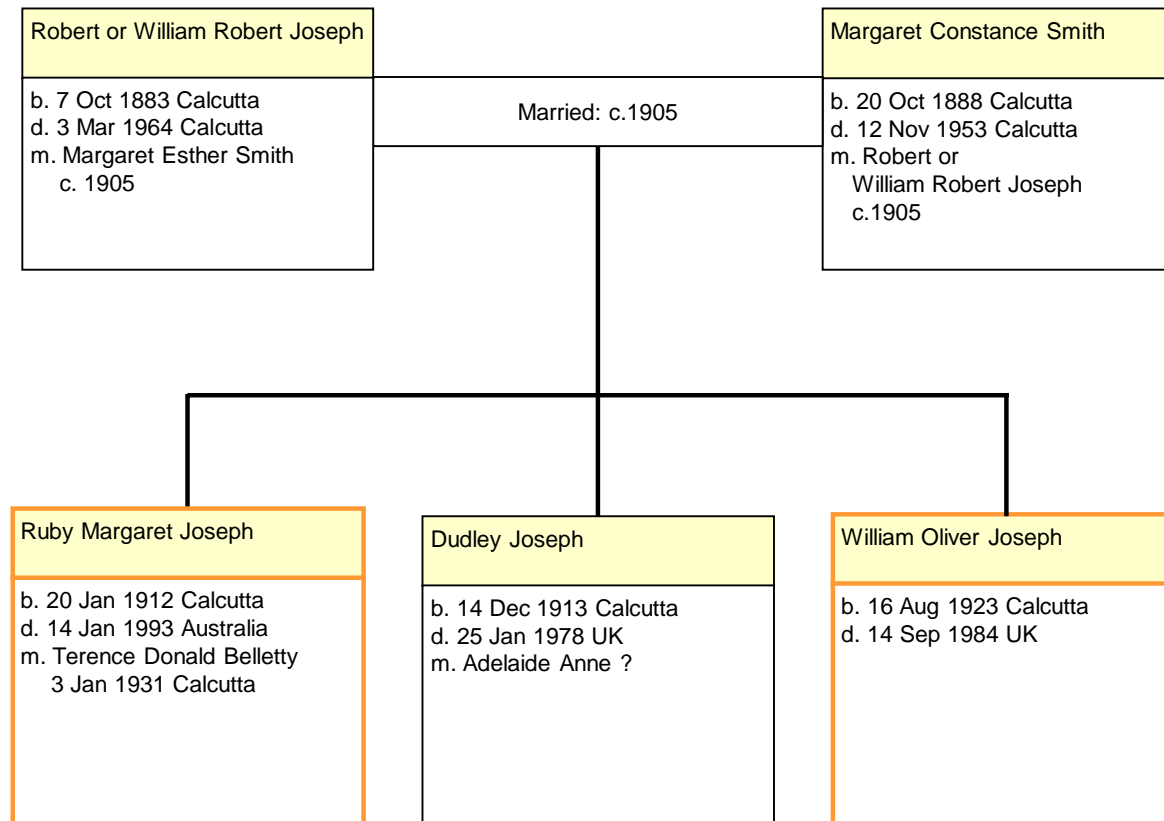 Robert or William Robert Joseph
b. 7 Oct 1883 Calcutta
d. 3 Mar 1964 Calcutta
m. Margaret Esther Smith
c. 1905
Married: c.1905
Margaret Constance Smith
b. 20 Oct 1888 Calcutta
d. 12 Nov 1953 Calcutta
m. Robert or
William Robert Joseph
c.1905
Ruby Margaret Joseph
b. 20 Jan 1912 Calcutta
d. 14 Jan 1993 Australia
m. Terence Donald Belletty
3 Jan 1931 Calcutta
Dudley Joseph
b. 14 Dec 1913 Calcutta
d. 25 Jan 1978 UK
m. Adelaide Anne ?
William Oliver Joseph
b. 16 Aug 1923 Calcutta
d. 14 Sep 1984 UK